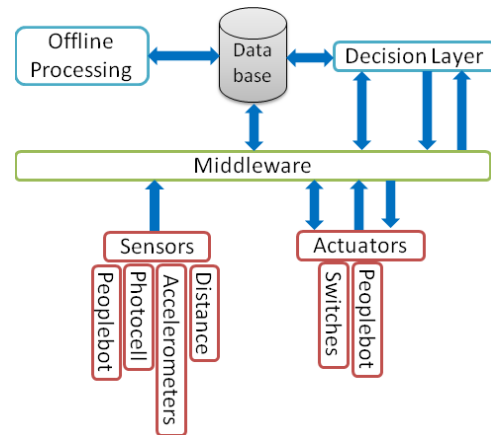 Offline
Processing
Data
base
Decision Layer
Middleware
Sensors
Actuators
Peoplebot
Photocell
Accelerometers
Distance
Switches
Peoplebot